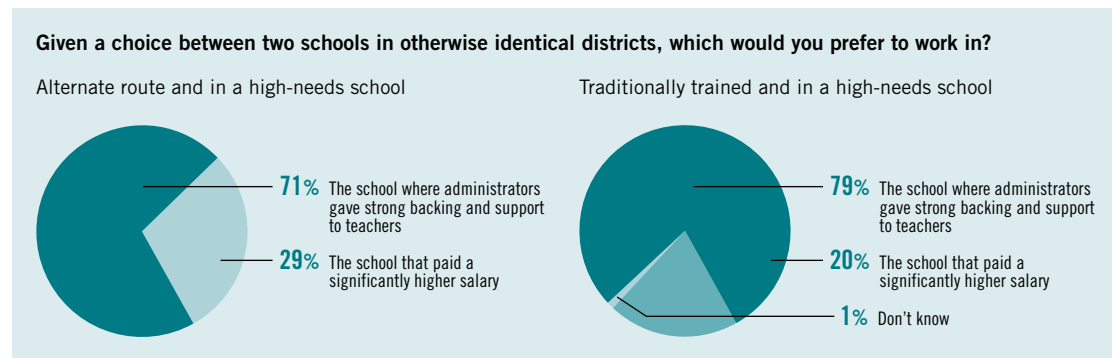 Given a choice between two schools in otherwise identical districts, which would you prefer to work in?
Alternate route and in a high-needs school
71% The school where administrators
gave strong backing and support
to teachers
29% The school that paid a
significantly higher salary
Traditionally trained and in a high-needs school
79% The school where administrators
gave strong backing and support
to teachers
20% The school that paid a
significantly higher salary
1% Don’t know